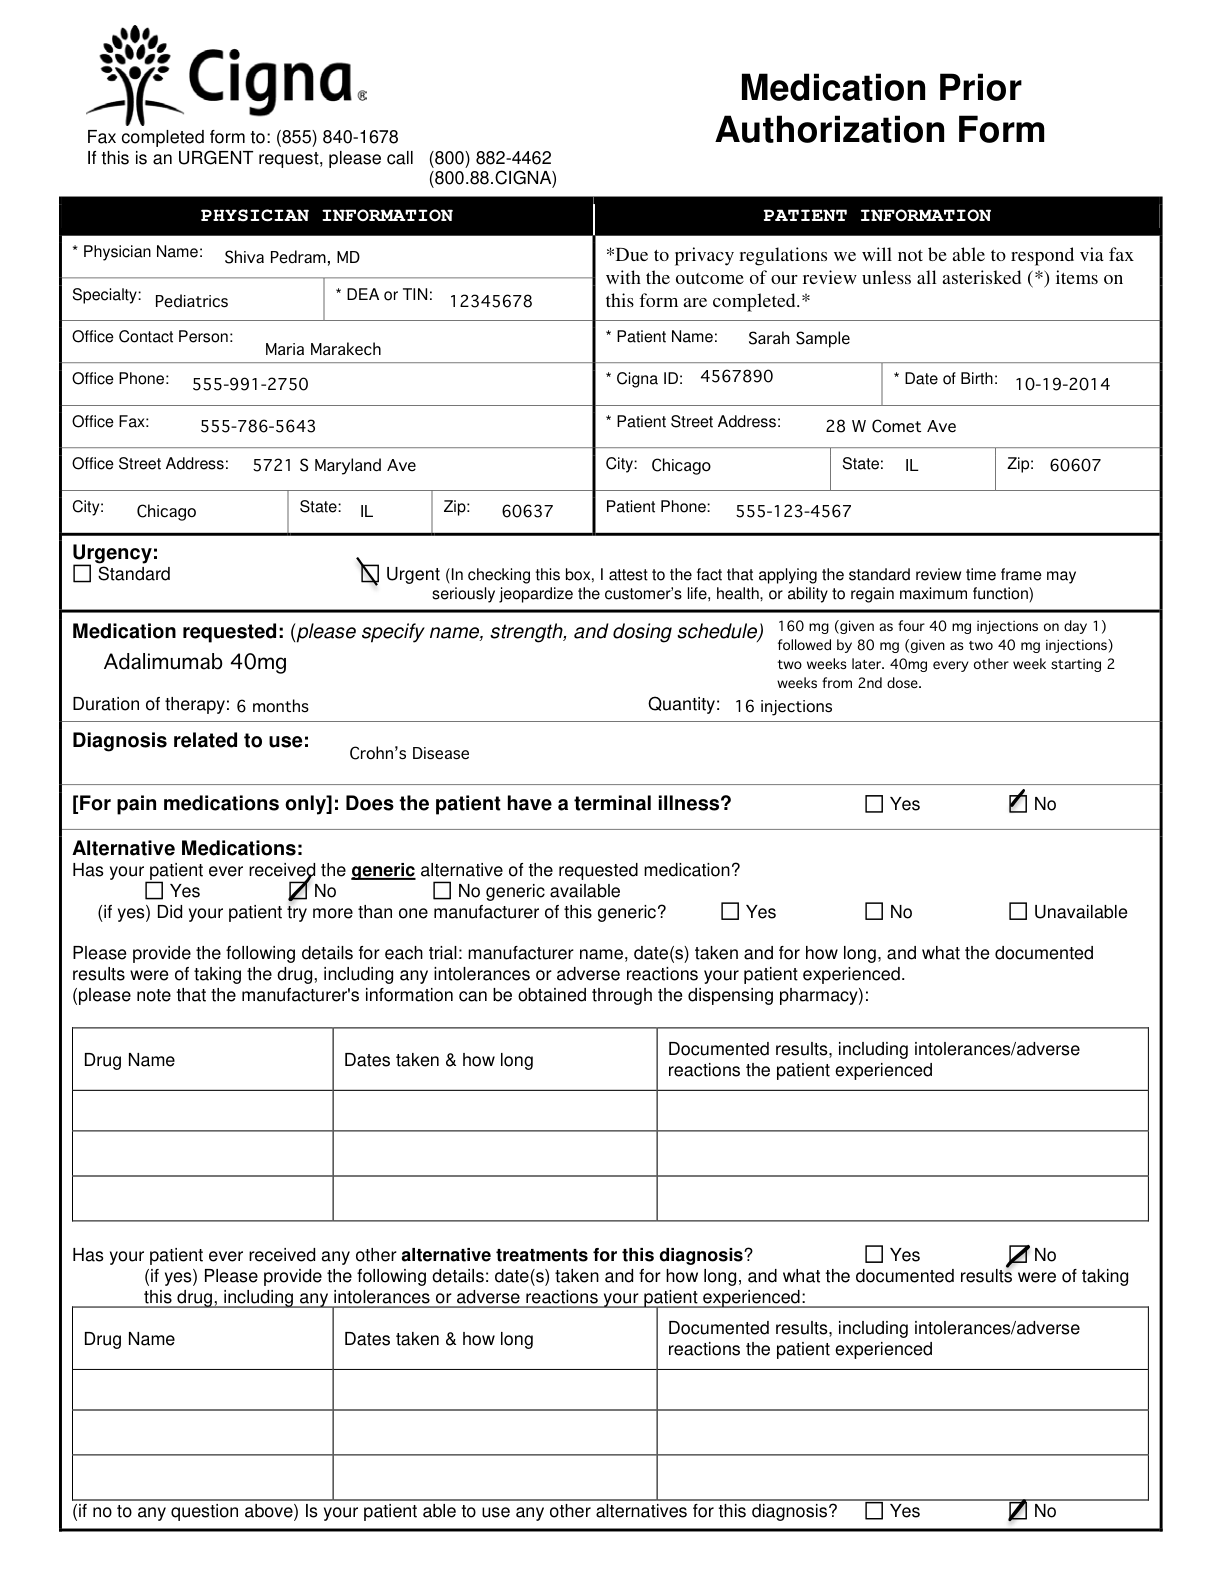 Cigna®
Medication Prior
Authorization Form
Fax completed form to: (855) 840-1678
If this is an URGENT request, please call (800) 882-4462
(800.88.CIGNA)
PHYSICIAN INFORMATION
* Physician Name: Shiva Pedram, MD
Specialty: Pediatrics * DEA or TIN: 12345678
Office Contact Person: Maria Marakech
Office Phone: 555-991-2750
Office Fax: 555-786-5643
Office Street Address: 5721 S Maryland Ave
City: Chicago State: IL Zip: 60637
PATIENT INFORMATION
*Due to privacy regulations we will not be able to respond via fax
with the outcome of our review unless all asterisked (*) items on
this form are completed.*
* Patient Name: Sarah Sample
* Cigna ID: 4567890 * Date of Birth: 10-19-2014
* Patient Street Address: 28 W Comet Ave
City: Chicago State: IL Zip: 60607
Patient Phone: 555-123-4567
Urgency:
Standard Urgent (In checking this box, I attest to the fact that applying the standard review time frame may
seriously jeopardize the customer's life, health, or ability to regain maximum function)
Medication requested: (please specify name, strength, and dosing schedule)
Adalimumab 40mg
160 mg (given as four 40 mg injections on day 1)
followed by 80 mg (given as two 40 mg injections)
two weeks later. 40mg every other week starting 2
weeks from 2nd dose.
Duration of therapy: 6 months Quantity: 16 injections
Diagnosis related to use: Crohn's Disease
[For pain medications only]: Does the patient have a terminal illness? Yes No
Alternative Medications:
Has your patient ever received the generic alternative of the requested medication?
Yes No No generic available
(if yes) Did your patient try more than one manufacturer of this generic? Yes No Unavailable
Please provide the following details for each trial: manufacturer name, date(s) taken and for how long, and what the documented
results were of taking the drug, including any intolerances or adverse reactions your patient experienced.
(please note that the manufacturer's information can be obtained through the dispensing pharmacy):
Drug Name Dates taken & how long Documented results, including intolerances/adverse
reactions the patient experienced
Has your patient ever received any other alternative treatments for this diagnosis? Yes No
(if yes) Please provide the following details: date(s) taken and for how long, and what the documented results were of taking
this drug, including any intolerances or adverse reactions your patient experienced:
Drug Name Dates taken & how long Documented results, including intolerances/adverse
reactions the patient experienced
(if no to any question above) Is your patient able to use any other alternatives for this diagnosis? Yes No